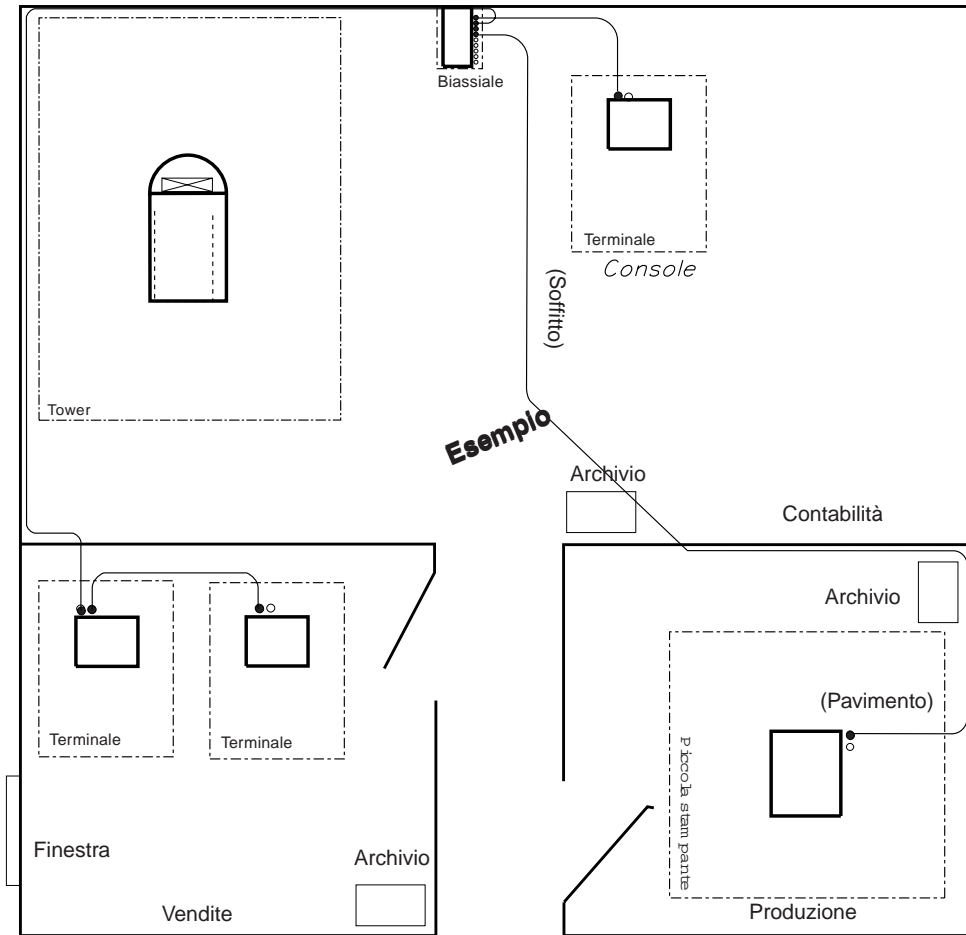 Biassiale
Terminale
Console
(Soffitto)
Tower
Esempio
Archivio
Contabilità
Archivio
Terminale
Terminale
(Pavimento)
Piccola stampante
Finestra
Archivio
Vendite
Produzione